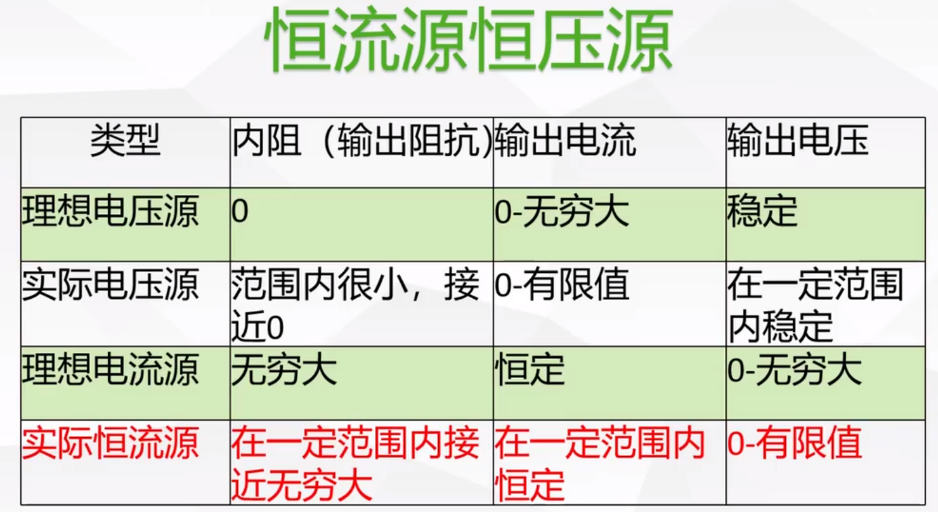 恒流源恒压源
类型 内阻（输出阻抗） 输出电流 输出电压
理想电压源 0 0-无穷大 稳定
实际电压源 范围内很小，接近0 0-有限值 在一定范围内稳定
理想电流源 无穷大 恒定 0-无穷大
实际恒流源 在一定范围内接近无穷大 在一定范围内恒定 0-有限值